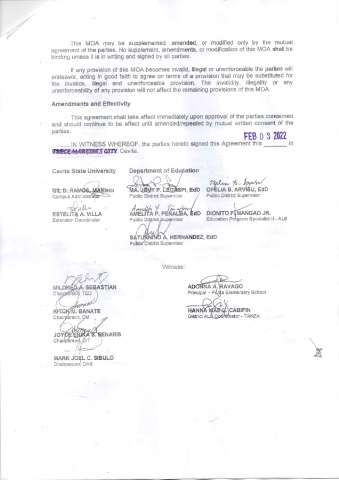 This MOA may be supplemented, amended, or modified only by the mutual
agreement of the parties. No supplement, amendments, or modification of this MOA shall be
binding unless it is in writing and signed by all parties.
If any provision of this MOA becomes invalid, illegal or unenforceable the parties will
endeavor, acting in good faith to agree on terms of a provision that may be substituted for
the invalid, illegal and unenforceable provision. The invalidity, illegality or any
unenforceability of any provision will not affect the remaining provisions of this MOA.
Amendments and Effectivity
This agreement shall take effect immediately upon approval of the parties concerned
and should continue to be effect until amended/repealed by mutual written consent of the
parties.
FEB 03 2022
IN WITNESS WHEREOF, the parties hereto signed this Agreement this ______ in
TRECE MARTIRES CITY, Cavite.
Cavite State University Department of Education
GIL D. RAMOS, MAEd MA. P. LEGASPI, EdD OFELIA B. ARVISU, EdD
Campus Administrator Public District Supervisor Public District Supervisor
ESTELITA A. VILLA AMELITA P. PEÑALBA, EdD DIONITO P. MANGAO JR.
Extension Coordinator Public District Supervisor Education Program Specialist II - ALS
SATURNINO A. HERNANDEZ, EdD
Public District Supervisor
Witness:
MILDRED A. SEBASTIAN ADONNA A. RAVAGO
Chairperson, TED Principal – Elementary School
N. BANATE HANNA MAE CABIFIN
Chairperson, DM District ALS Coordinator - TANZA
JOYCE S. SENARIS
Chairperson, DIT
MARK JOEL C. SIBULO
Chairperson, DAS